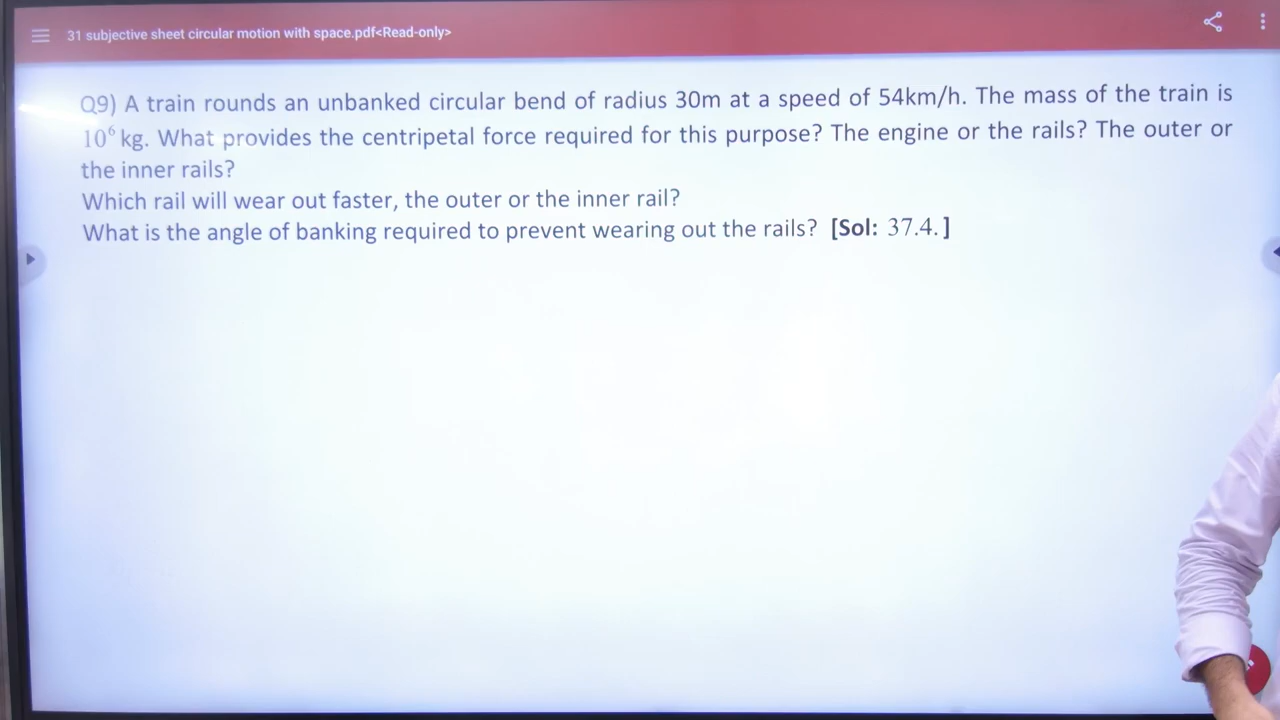 31 subjective sheet circular motion with space.pdf<Read-only>
Q9) A train rounds an unbanked circular bend of radius 30m at a speed of 54km/h. The mass of the train is
10⁶ kg. What provides the centripetal force required for this purpose? The engine or the rails? The outer or
the inner rails?
Which rail will wear out faster, the outer or the inner rail?
What is the angle of banking required to prevent wearing out the rails? [Sol: 37.4.]